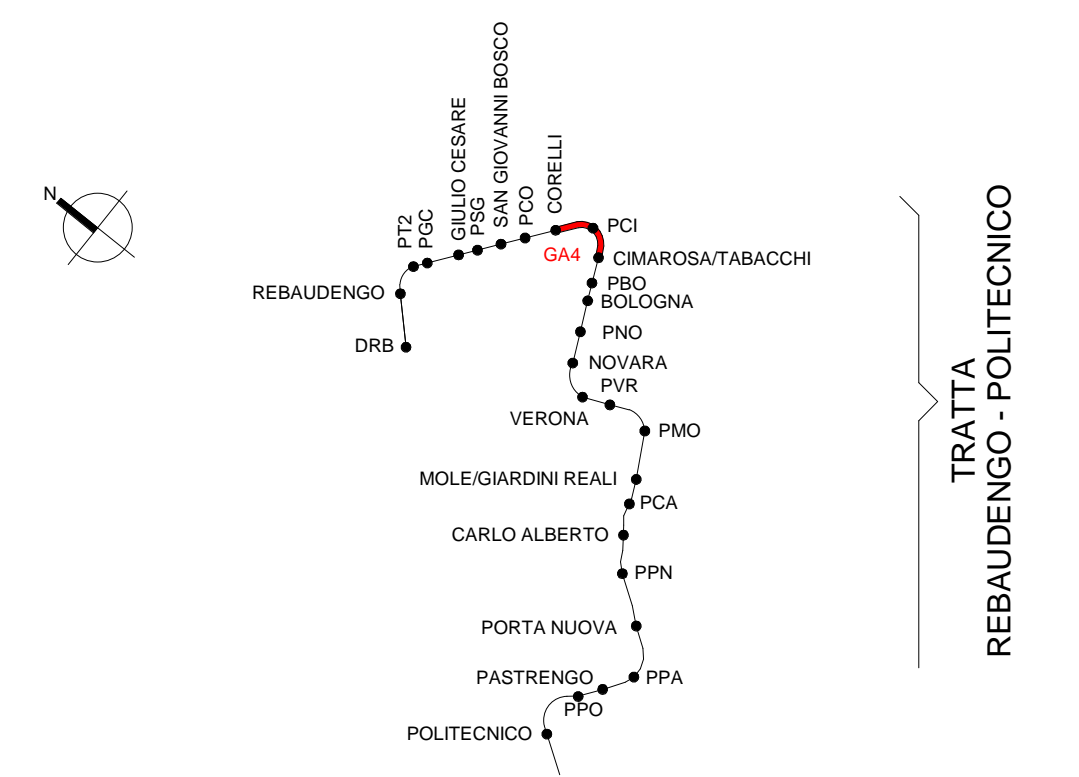 N
PT2
PGC
GIULIO CESARE
PSG
SAN GIOVANNI BOSCO
PCO
CORELLI
PCI
GA4
CIMAROSA/TABACCHI
REBAUDENGO
PBO
BOLOGNA
DRB
PNO
NOVARA
PVR
VERONA
PMO
MOLE/GIARDINI REALI
PCA
CARLO ALBERTO
PPN
PORTA NUOVA
PASTRENGO
PPA
PPO
POLITECNICO
TRATTA
REBAUDENGO - POLITECNICO